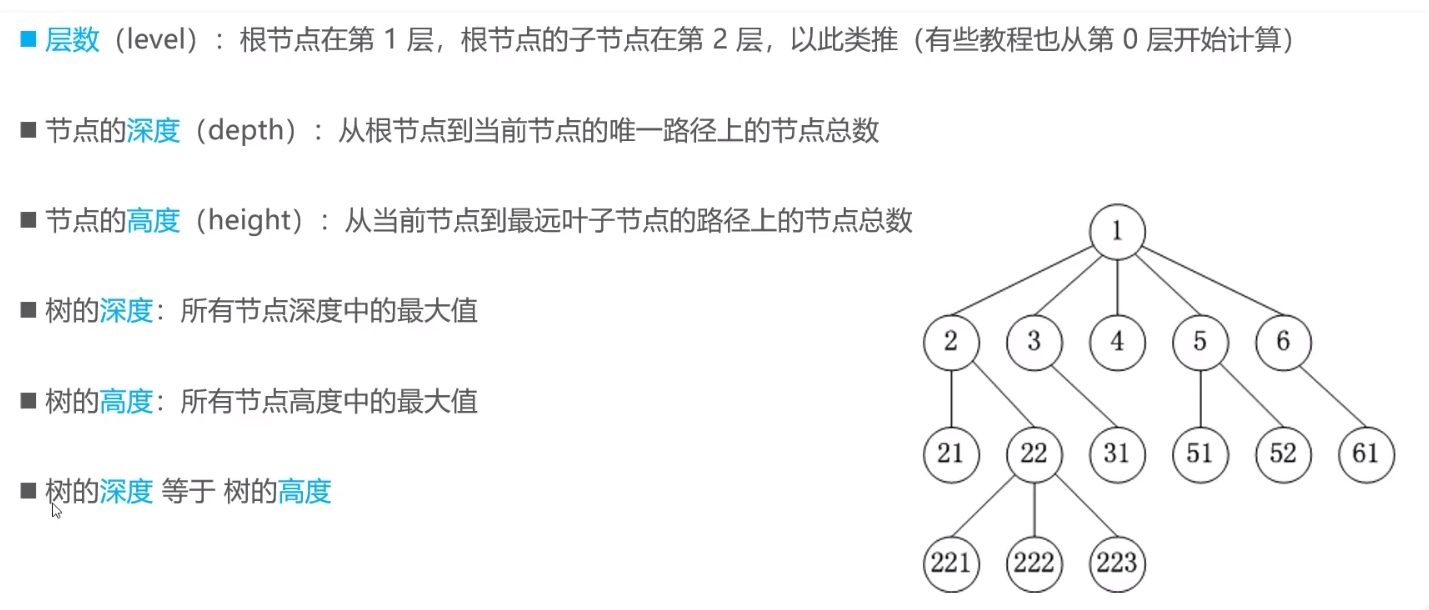 ■ 层数（level）：根节点在第 1 层，根节点的子节点在第 2 层，以此类推（有些教程也从第 0 层开始计算）
■ 节点的深度（depth）：从根节点到当前节点的唯一路径上的节点总数
■ 节点的高度（height）：从当前节点到最远叶子节点的路径上的节点总数
■ 树的深度：所有节点深度中的最大值
■ 树的高度：所有节点高度中的最大值
■ 树的深度 等于 树的高度
1
2 3 4 5 6
21 22 31 51 52 61
221 222 223